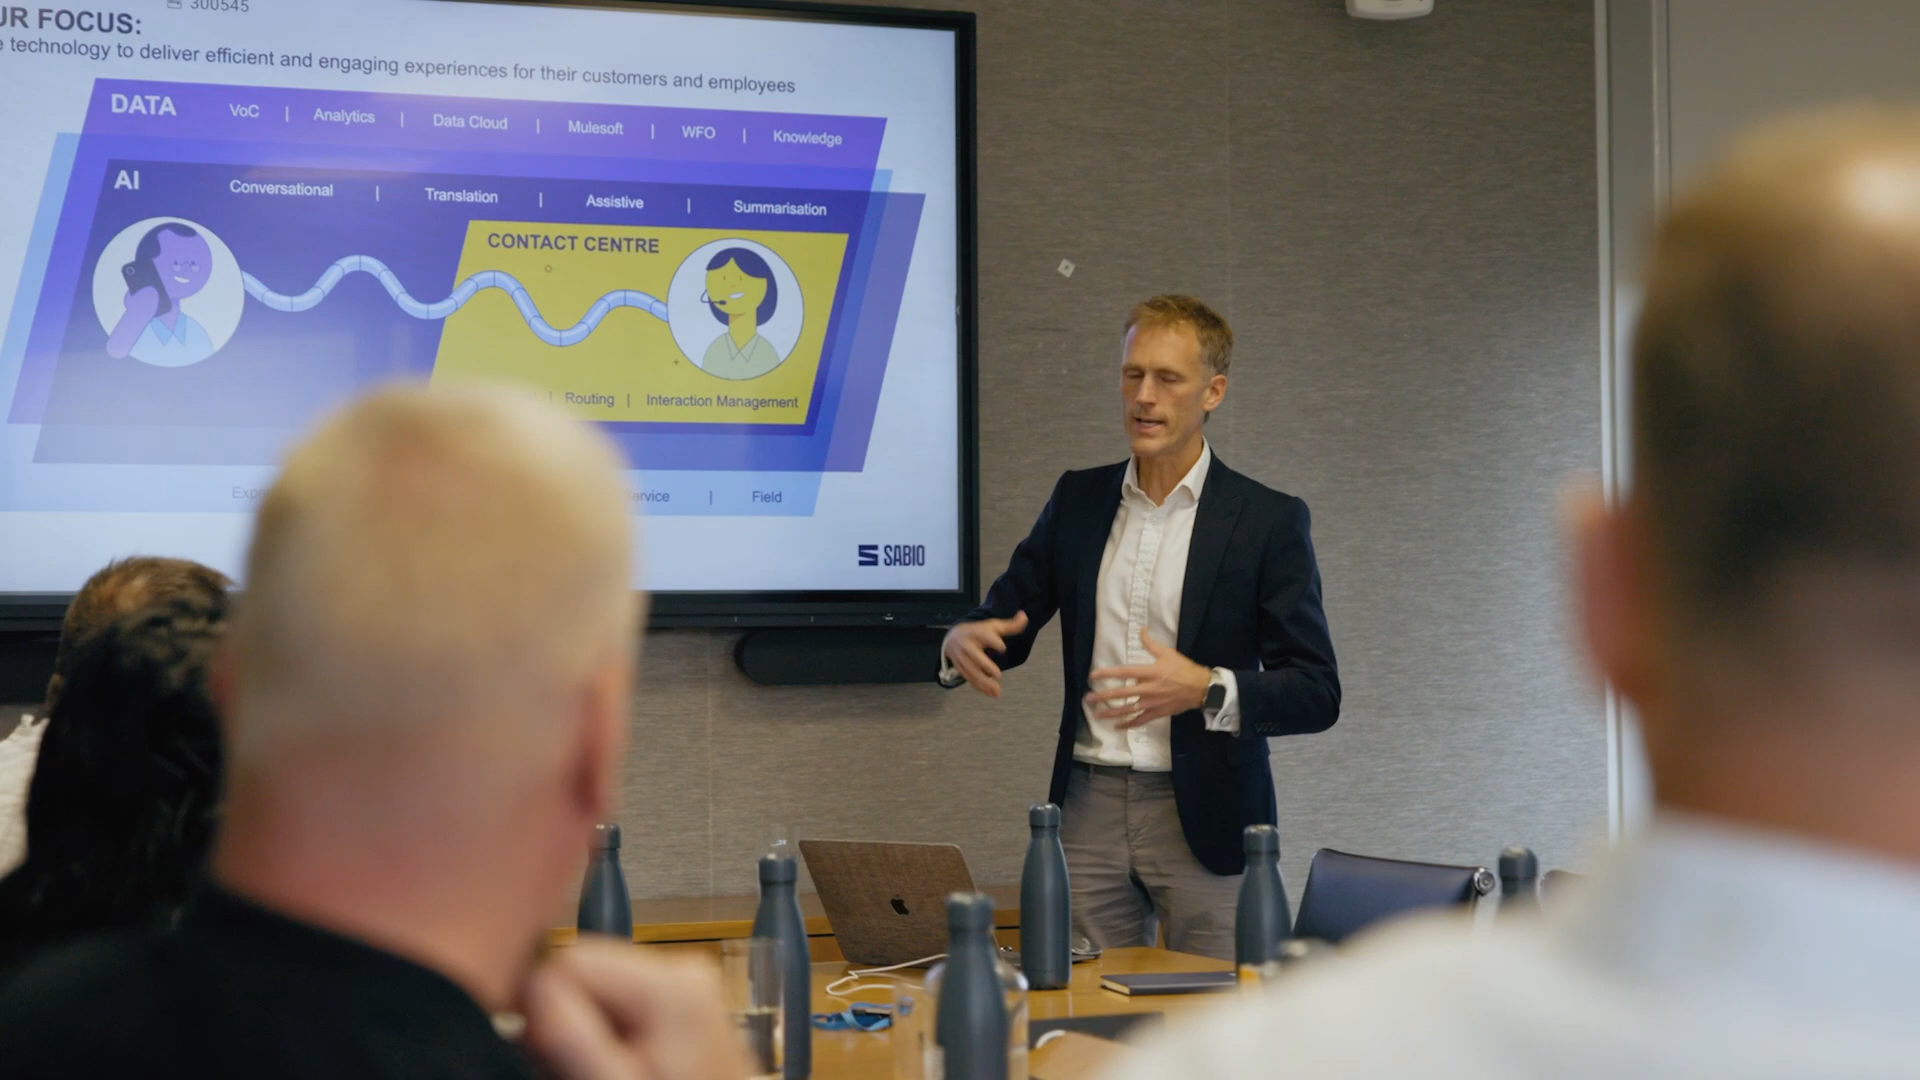 300545
UR FOCUS:
technology to deliver efficient and engaging experiences for their customers and employees
DATA VoC | Analytics | Data Cloud | Mulesoft | WFO | Knowledge
AI Conversational | Translation | Assistive | Summarisation
CONTACT CENTRE
| Routing | Interaction Management
Expe ervice | Field
SABIO